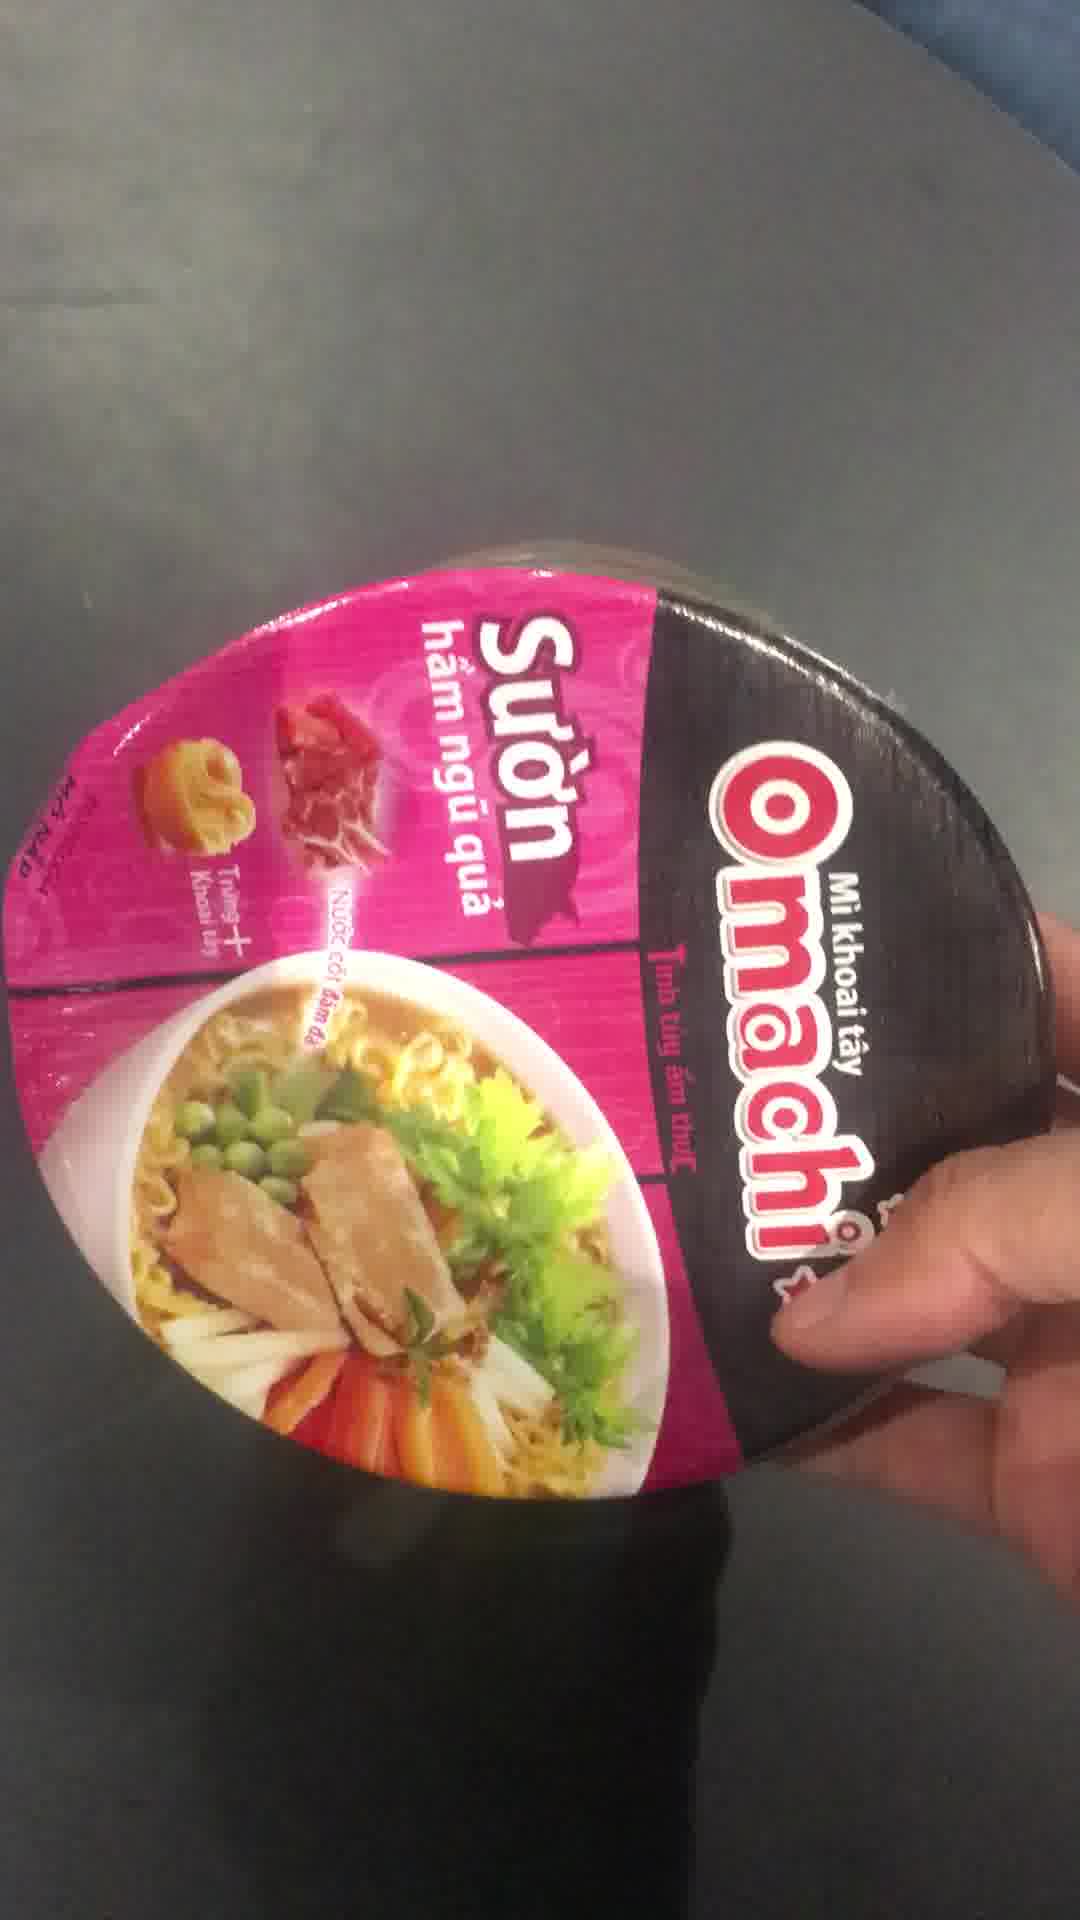 Mì khoai tây
Omachi
Tinh túy ẩm thực
Sườn
hầm ngũ quả
Nước cốt đậm đà
Trứng +
Khoai tây